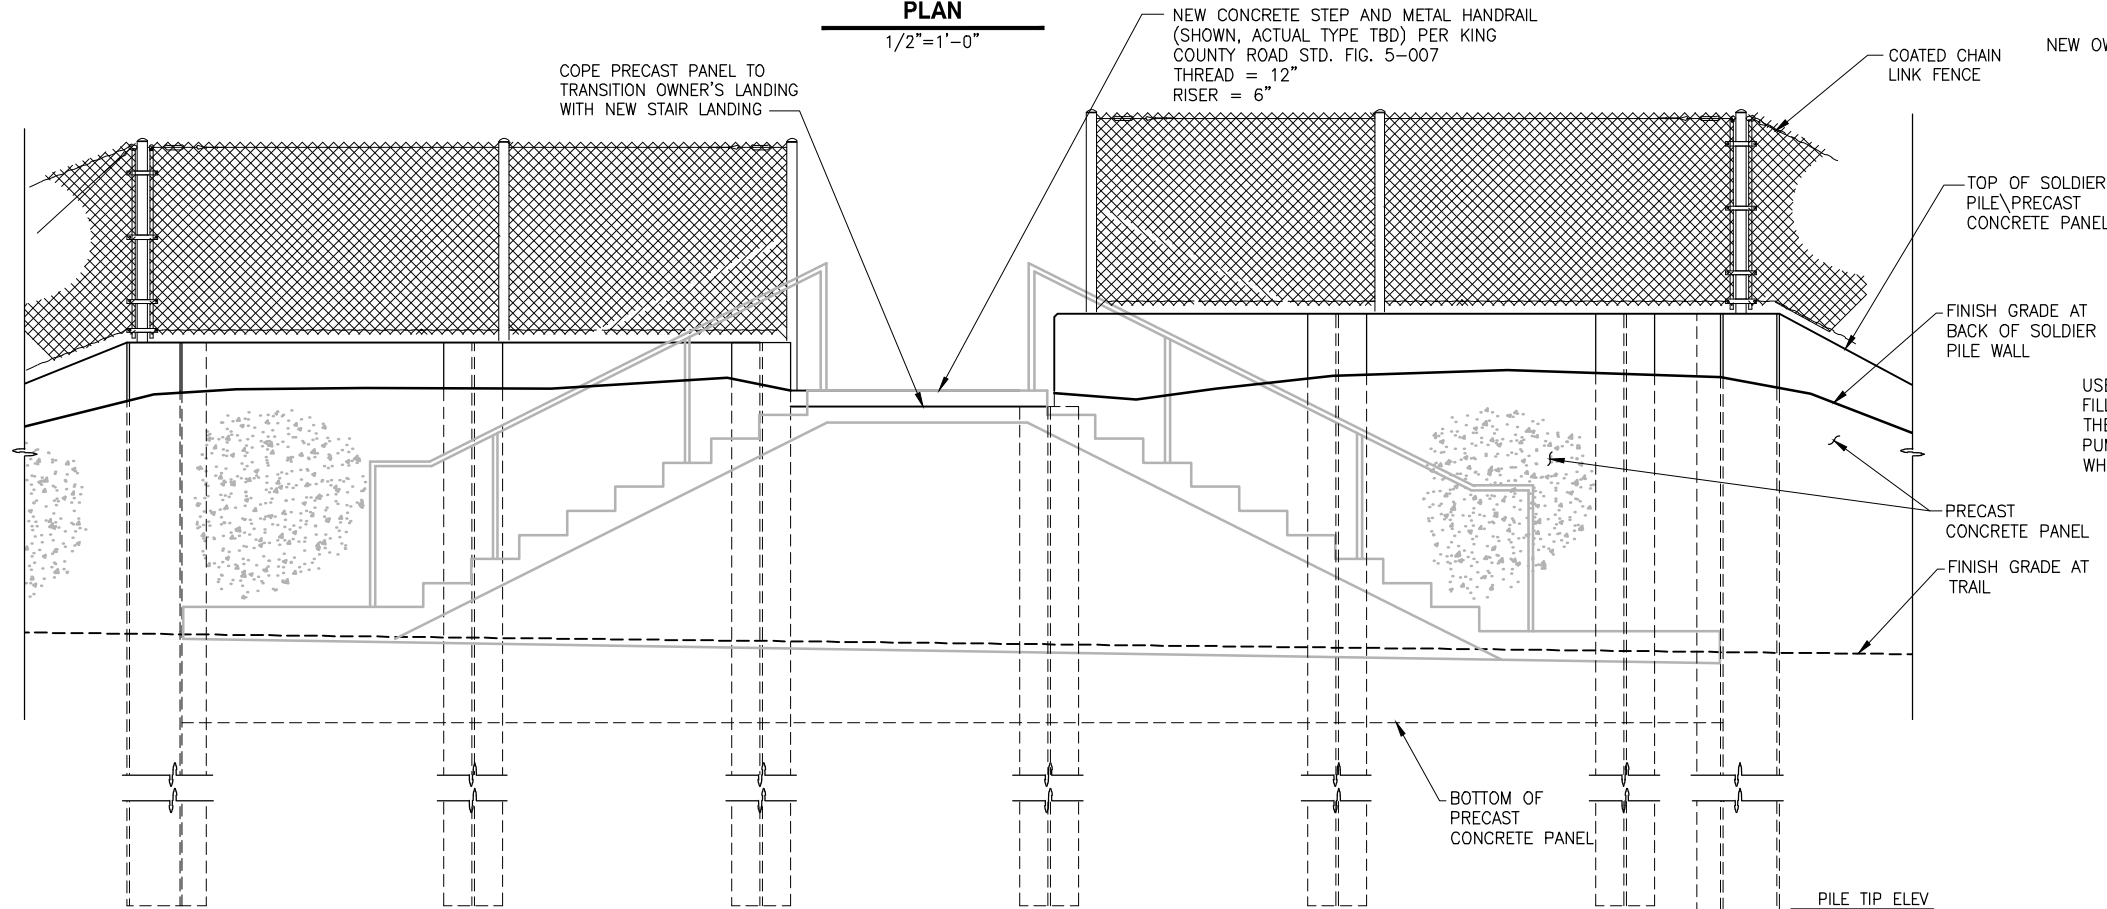 PLAN
1/2"=1'-0"
NEW CONCRETE STEP AND METAL HANDRAIL
(SHOWN, ACTUAL TYPE TBD) PER KING
COUNTY ROAD STD. FIG. 5-007
THREAD = 12"
RISER = 6"
COPE PRECAST PANEL TO
TRANSITION OWNER'S LANDING
WITH NEW STAIR LANDING
COATED CHAIN
LINK FENCE
NEW
TOP OF SOLDIER
PILE\PRECAST
CONCRETE PANEL
FINISH GRADE AT
BACK OF SOLDIER
PILE WALL
PRECAST
CONCRETE PANEL
FINISH GRADE AT
TRAIL
BOTTOM OF
PRECAST
CONCRETE PANEL
PILE TIP ELEV